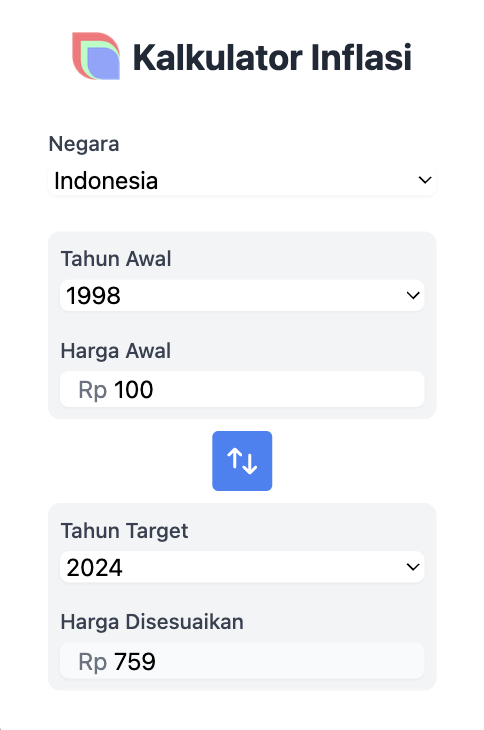 Kalkulator Inflasi
Negara
Indonesia
Tahun Awal
1998
Harga Awal
Rp 100
Tahun Target
2024
Harga Disesuaikan
Rp 759